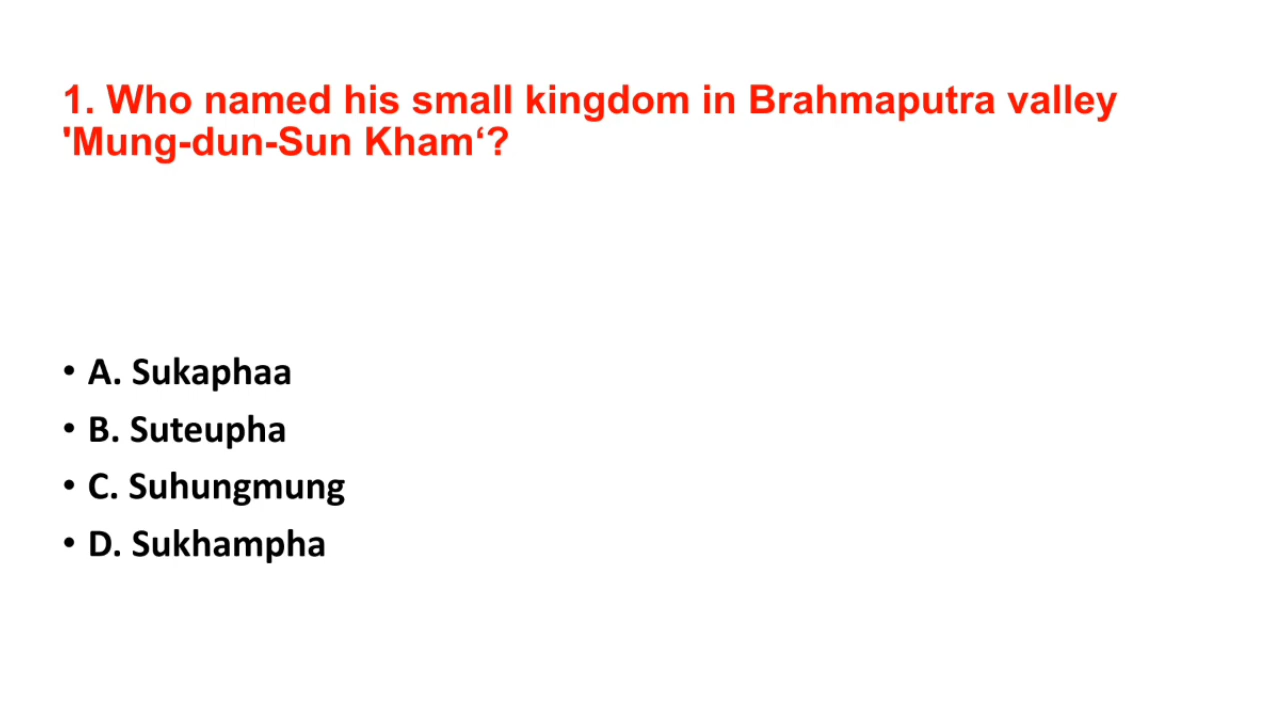 1. Who named his small kingdom in Brahmaputra valley
'Mung-dun-Sun Kham‘?
• A. Sukaphaa
• B. Suteupha
• C. Suhungmung
• D. Sukhampha